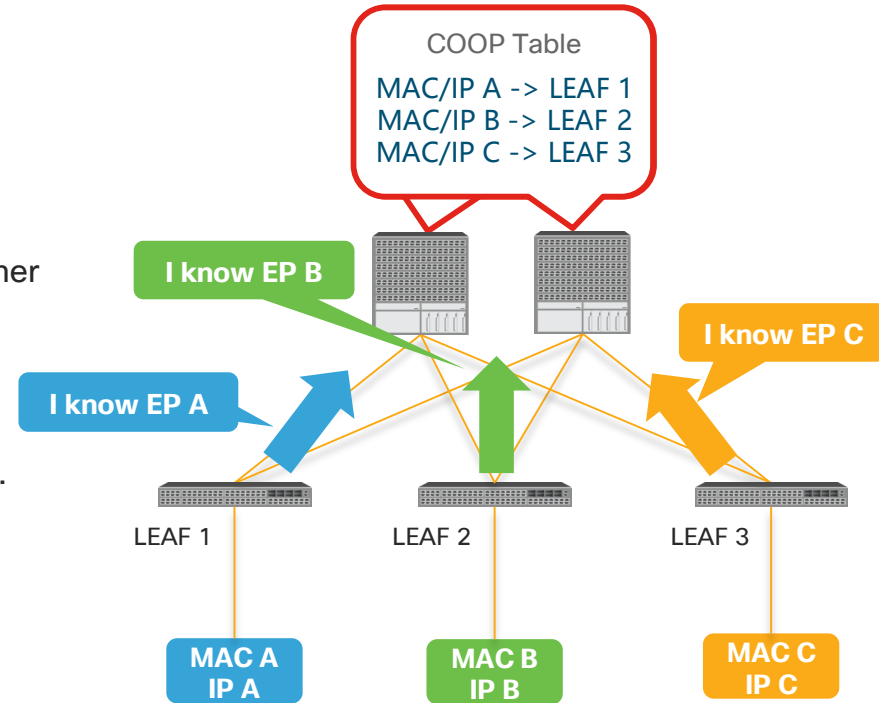 COOP Table
MAC/IP A -> LEAF 1
MAC/IP B -> LEAF 2
MAC/IP C -> LEAF 3
I know EP B
I know EP C
I know EP A
.
LEAF 1
LEAF 2
LEAF 3
MAC A
IP A
MAC B
IP B
MAC C
IP C